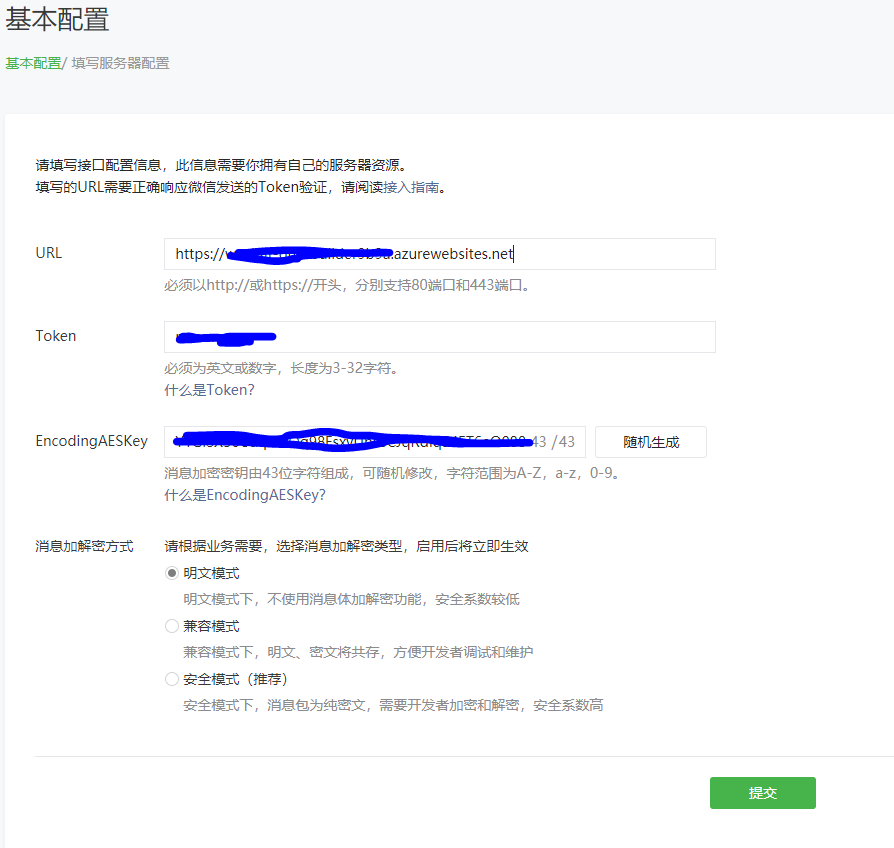 基本配置
基本配置/ 填写服务器配置
请填写接口配置信息，此信息需要你拥有自己的服务器资源。
填写的URL需要正确响应微信发送的Token验证，请阅读接入指南。
URL
https:// azurewebsites.net
必须以http://或https://开头，分别支持80端口和443端口。
Token
必须为英文或数字，长度为3-32字符。
什么是Token?
EncodingAESKey
43 /43
随机生成
消息加密密钥由43位字符组成，可随机修改，字符范围为A-Z，a-z，0-9。
什么是EncodingAESKey?
消息加解密方式
请根据业务需要，选择消息加解密类型，启用后将立即生效
明文模式
明文模式下，不使用消息体加解密功能，安全系数较低
兼容模式
兼容模式下，明文、密文将共存，方便开发者调试和维护
安全模式（推荐）
安全模式下，消息包为纯密文，需要开发者加密和解密，安全系数高
提交